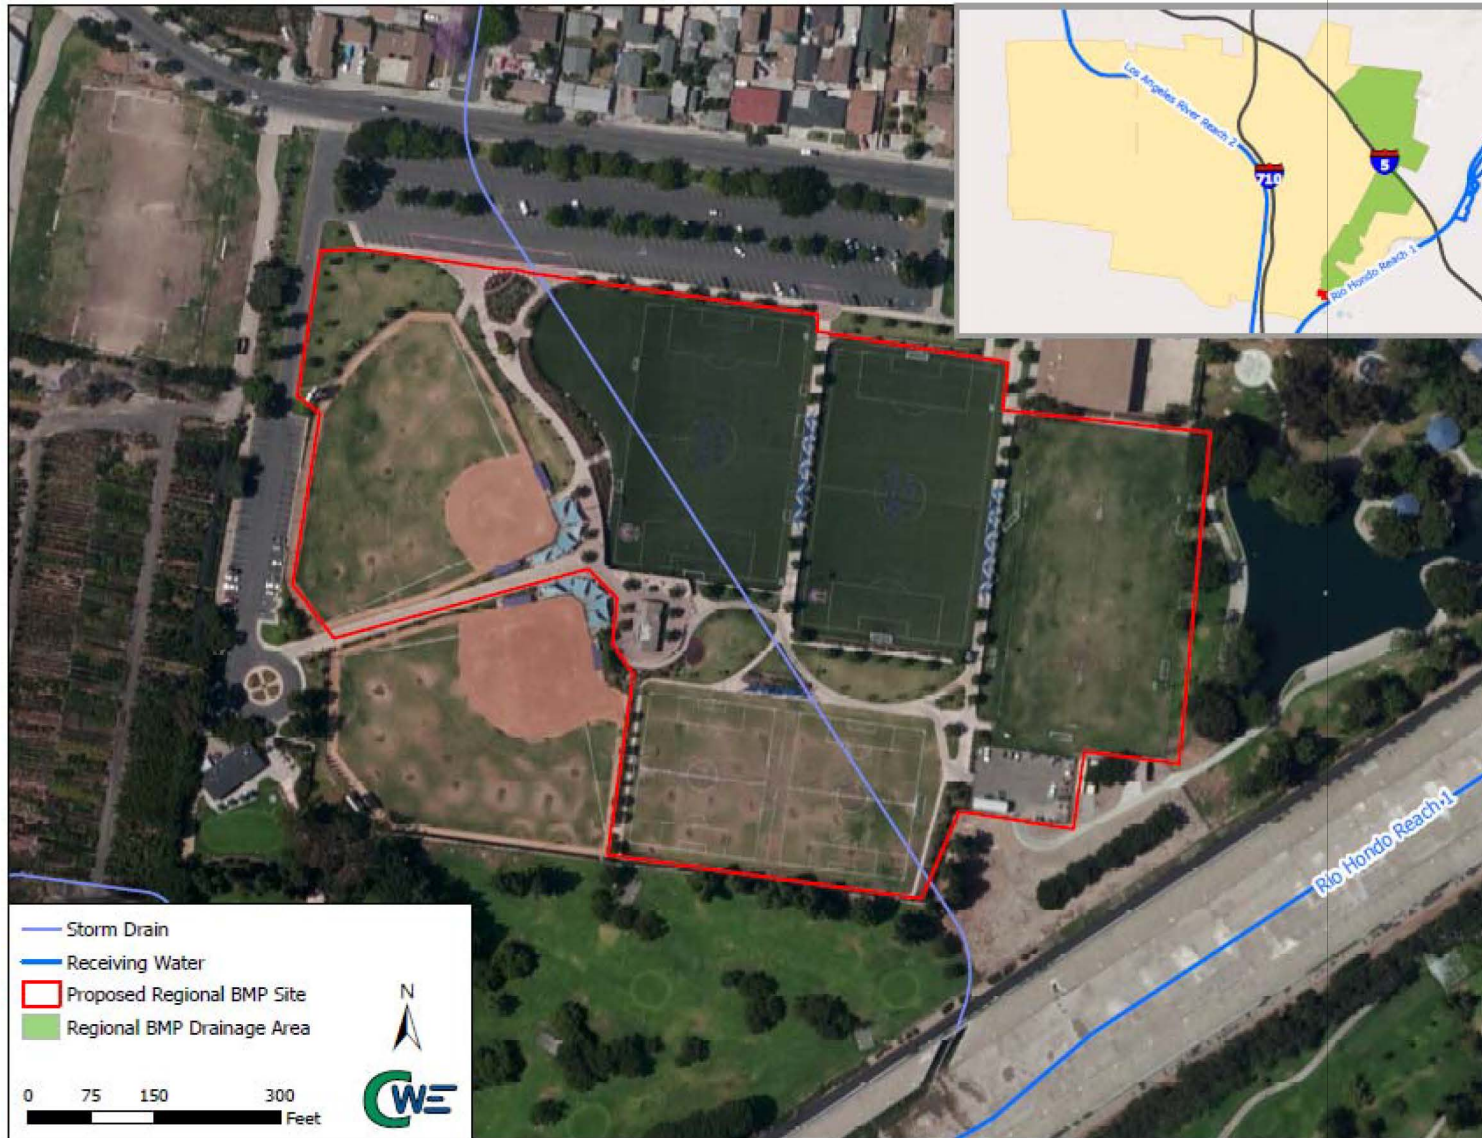 Los Angeles River Reach 2
710
5
Rio Hondo Reach 1
Rio Hondo Reach 1
Storm Drain
Receiving Water
Proposed Regional BMP Site
Regional BMP Drainage Area
N
0 75 150 300
Feet
CWE